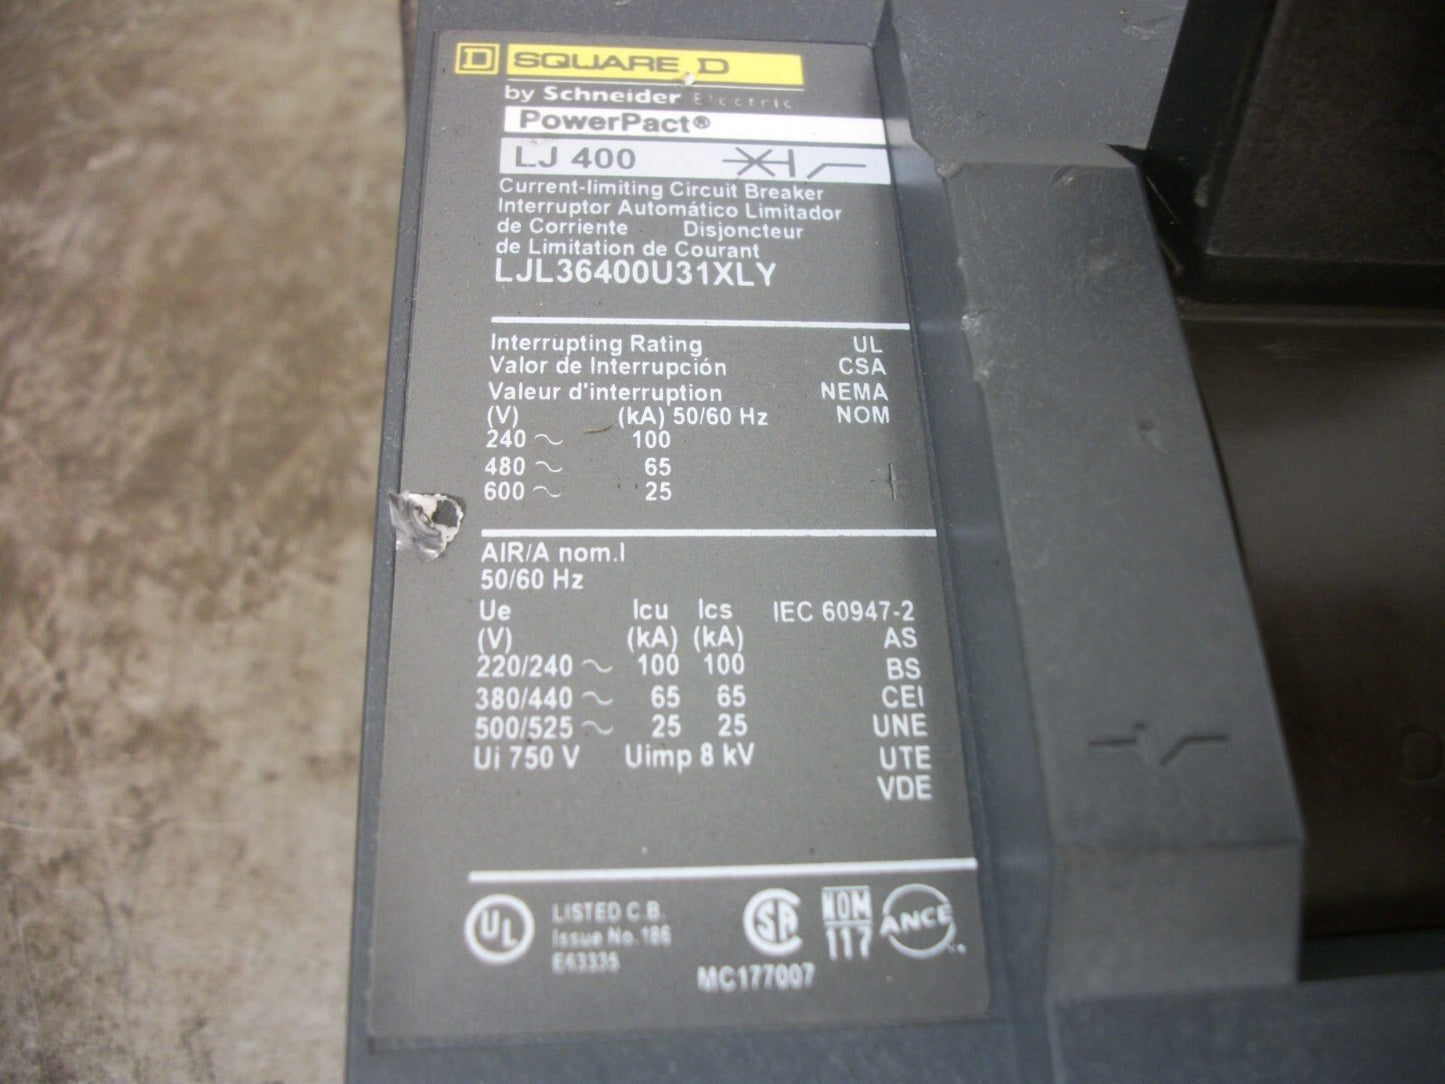 D SQUARE D
by Schneider Electric
PowerPact®
LJ 400
Current-limiting Circuit Breaker
Interruptor Automático Limitador
de Corriente Disjoncteur
de Limitation de Courant
LJL36400U31XLY
Interrupting Rating UL
Valor de Interrupción CSA
Valeur d'interruption NEMA
(V) (kA) 50/60 Hz NOM
240 ~ 100
480 ~ 65
600 ~ 25
AIR/A nom.I
50/60 Hz
Ue Icu Ics IEC 60947-2
(V) (kA) (kA) AS
220/240 ~ 100 100 BS
380/440 ~ 65 65 CEI
500/525 ~ 25 25 UNE
Ui 750 V Uimp 8 kV UTE
VDE
UL LISTED C.B. SA NOM ANCE
Issue No. 186 117
E63335
MC177007